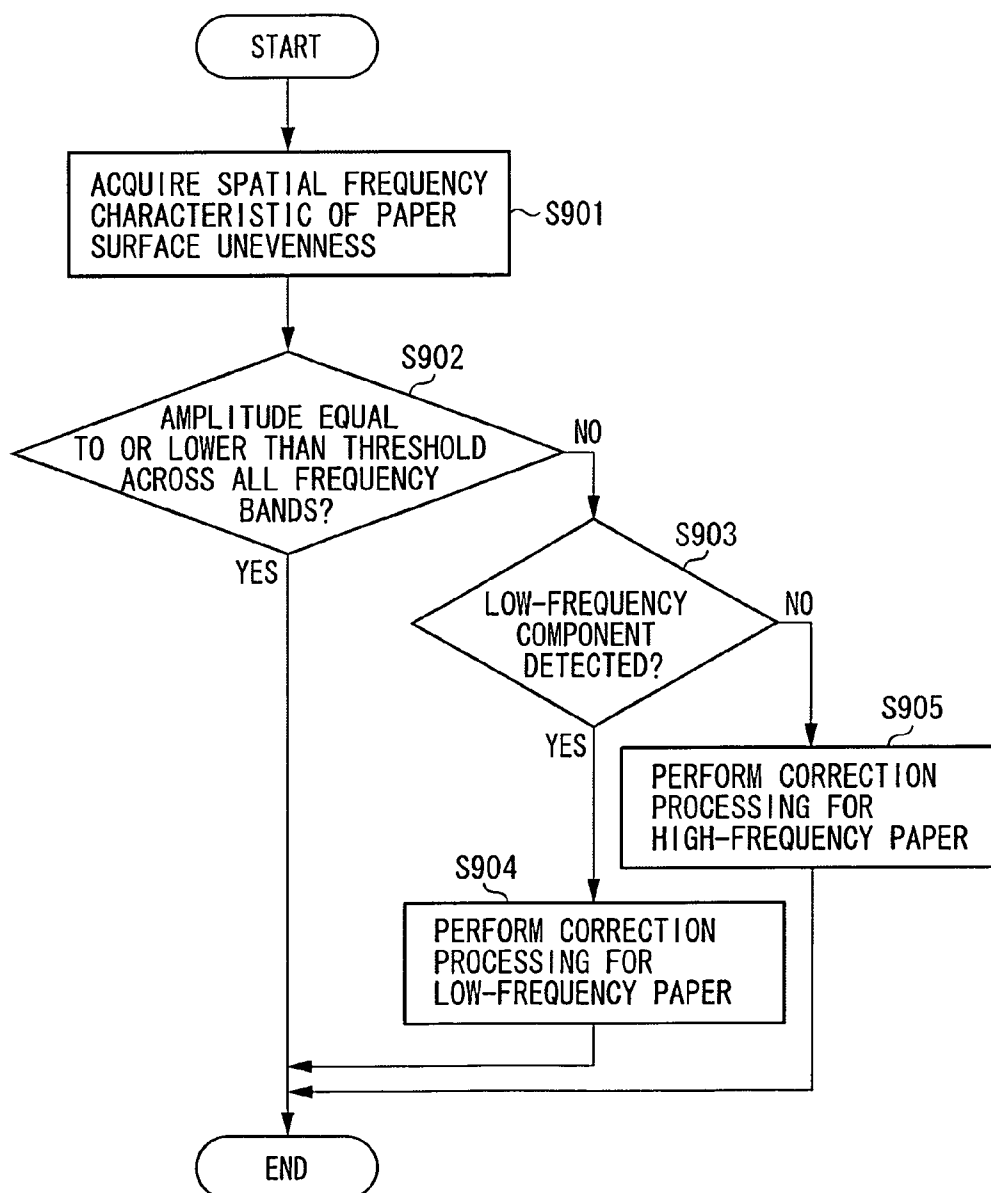 START
ACQUIRE SPATIAL FREQUENCY
CHARACTERISTIC OF PAPER
SURFACE UNEVENNESS
S901
S902
AMPLITUDE EQUAL
TO OR LOWER THAN THRESHOLD
ACROSS ALL FREQUENCY
BANDS?
NO
YES
S903
LOW-FREQUENCY
COMPONENT
DETECTED?
NO
YES
S905
PERFORM CORRECTION
PROCESSING FOR
HIGH-FREQUENCY PAPER
S904
PERFORM CORRECTION
PROCESSING FOR
LOW-FREQUENCY PAPER
END